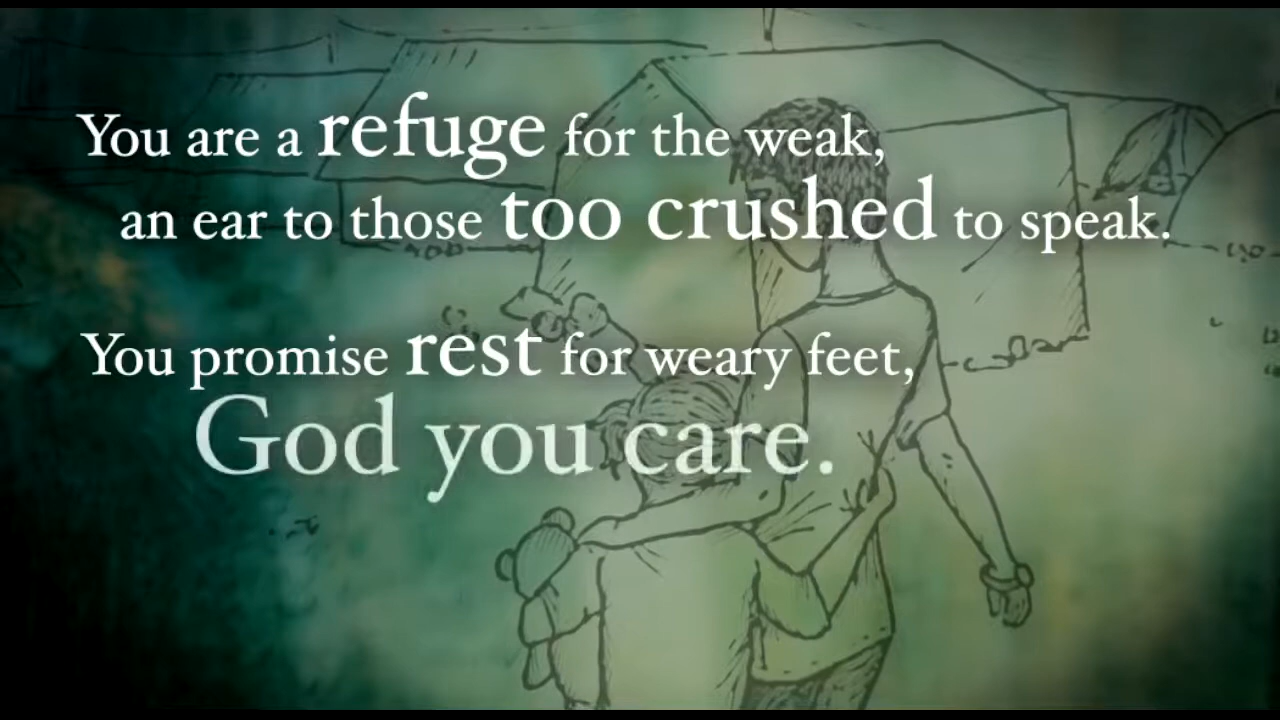 You are a refuge for the weak,
an ear to those too crushed to speak.
You promise rest for weary feet,
God you care.